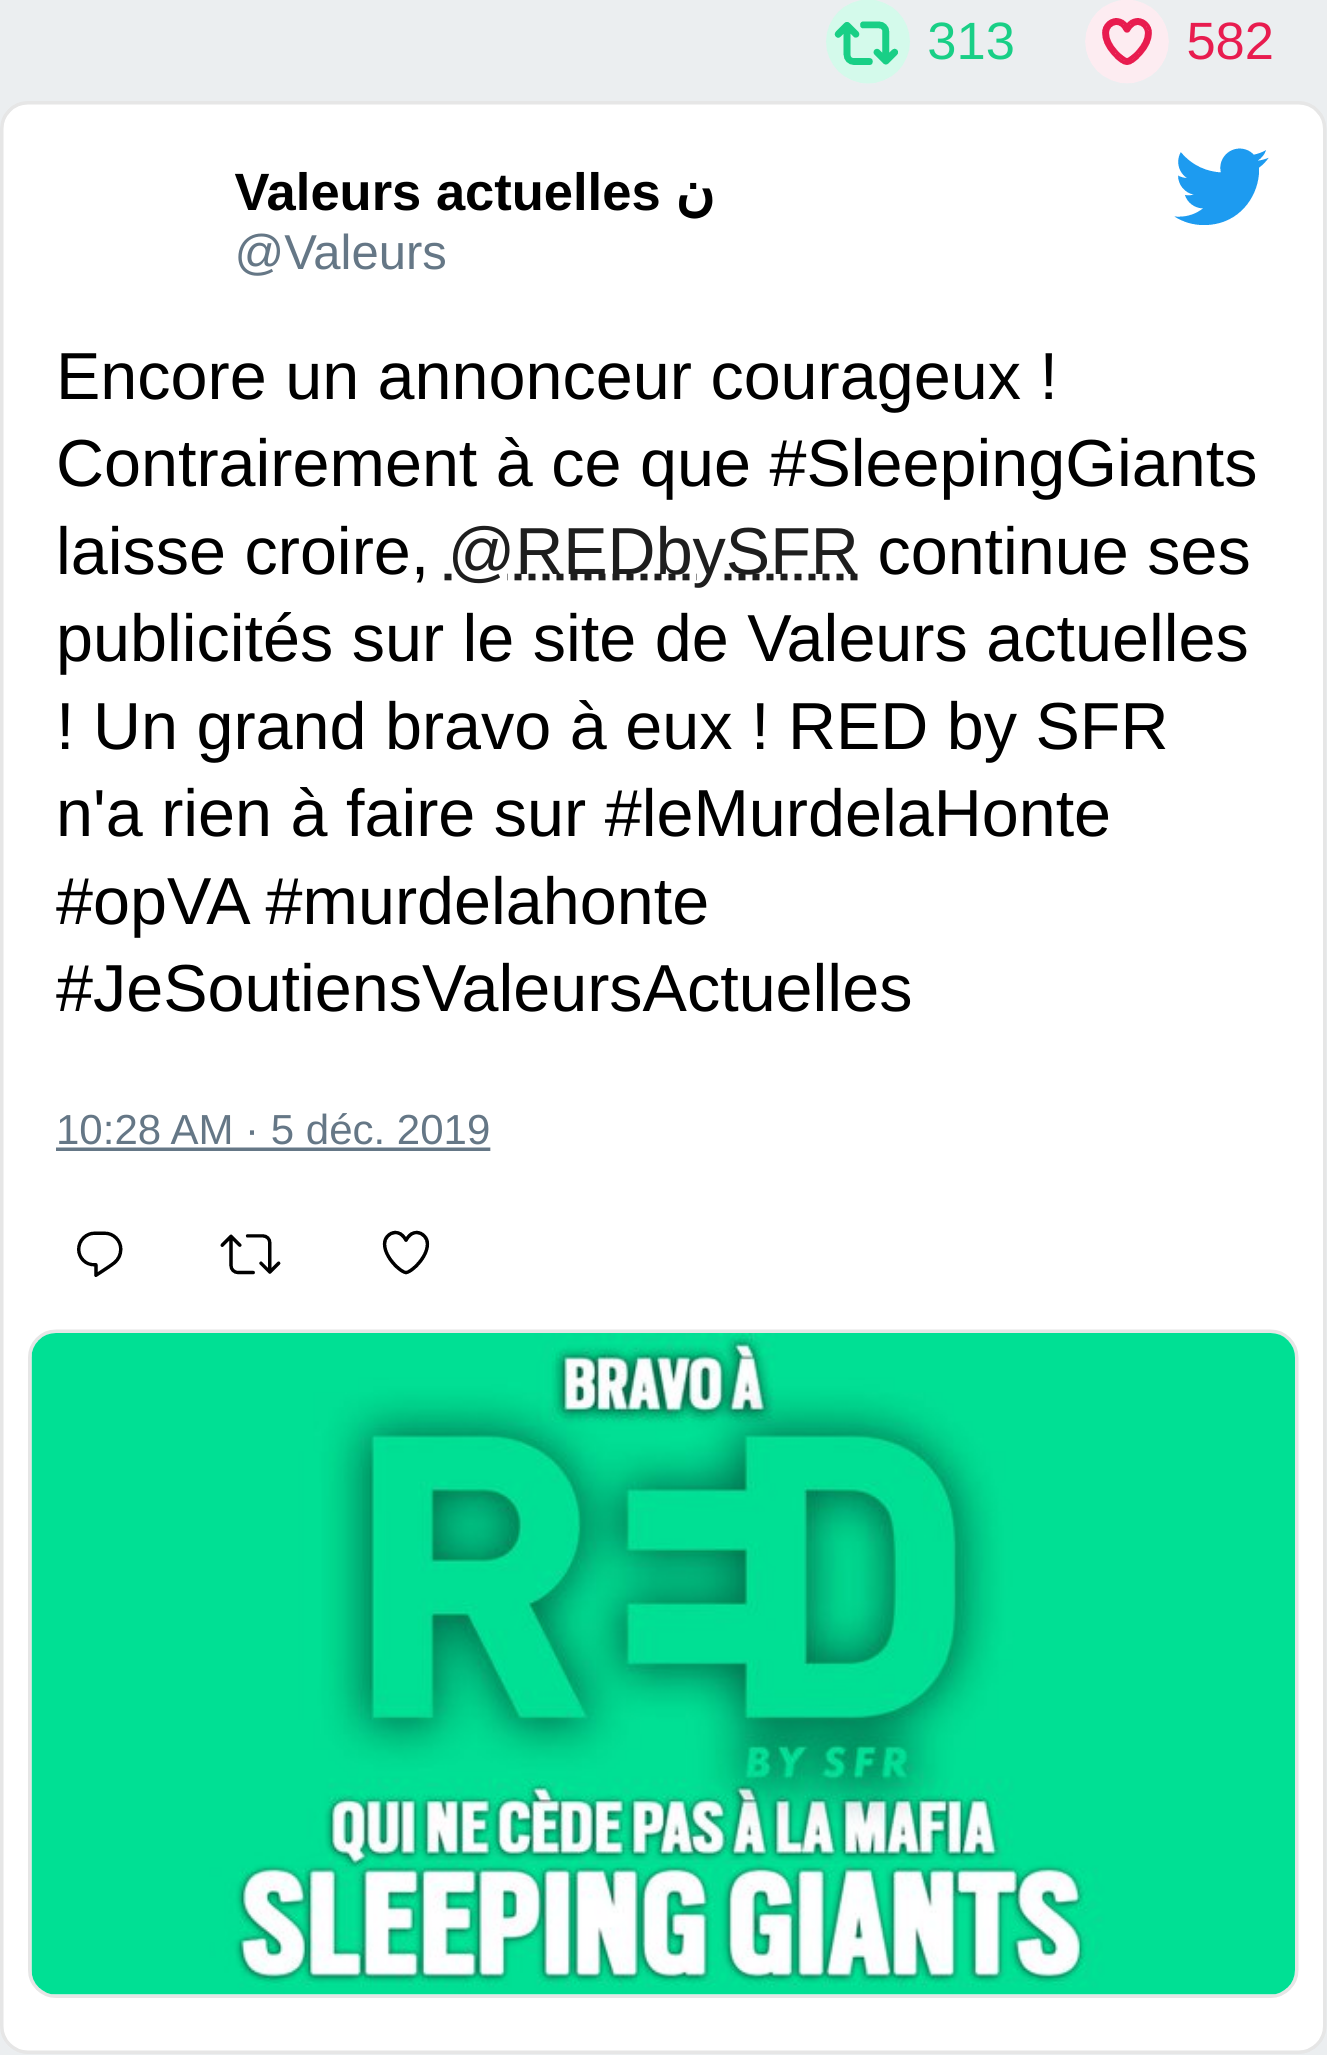 313 582
Valeurs actuelles ن
@Valeurs
Encore un annonceur courageux !
Contrairement à ce que #SleepingGiants
laisse croire, @REDbySFR continue ses
publicités sur le site de Valeurs actuelles
! Un grand bravo à eux ! RED by SFR
n'a rien à faire sur #leMurdelaHonte
#opVA #murdelahonte
#JeSoutiensValeursActuelles
10:28 AM · 5 déc. 2019
BRAVO À
RED
BY SFR
QUI NE CÈDE PAS À LA MAFIA
SLEEPING GIANTS